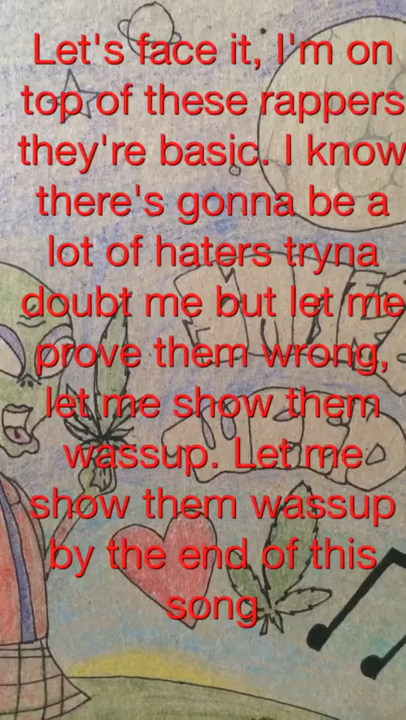 Let's face it, I'm on
top of these rappers
they're basic. I know
there's gonna be a
lot of haters tryna
doubt me but let me
prove them wrong,
let me show them
wassup. Let me
show them wassup
by the end of this
song